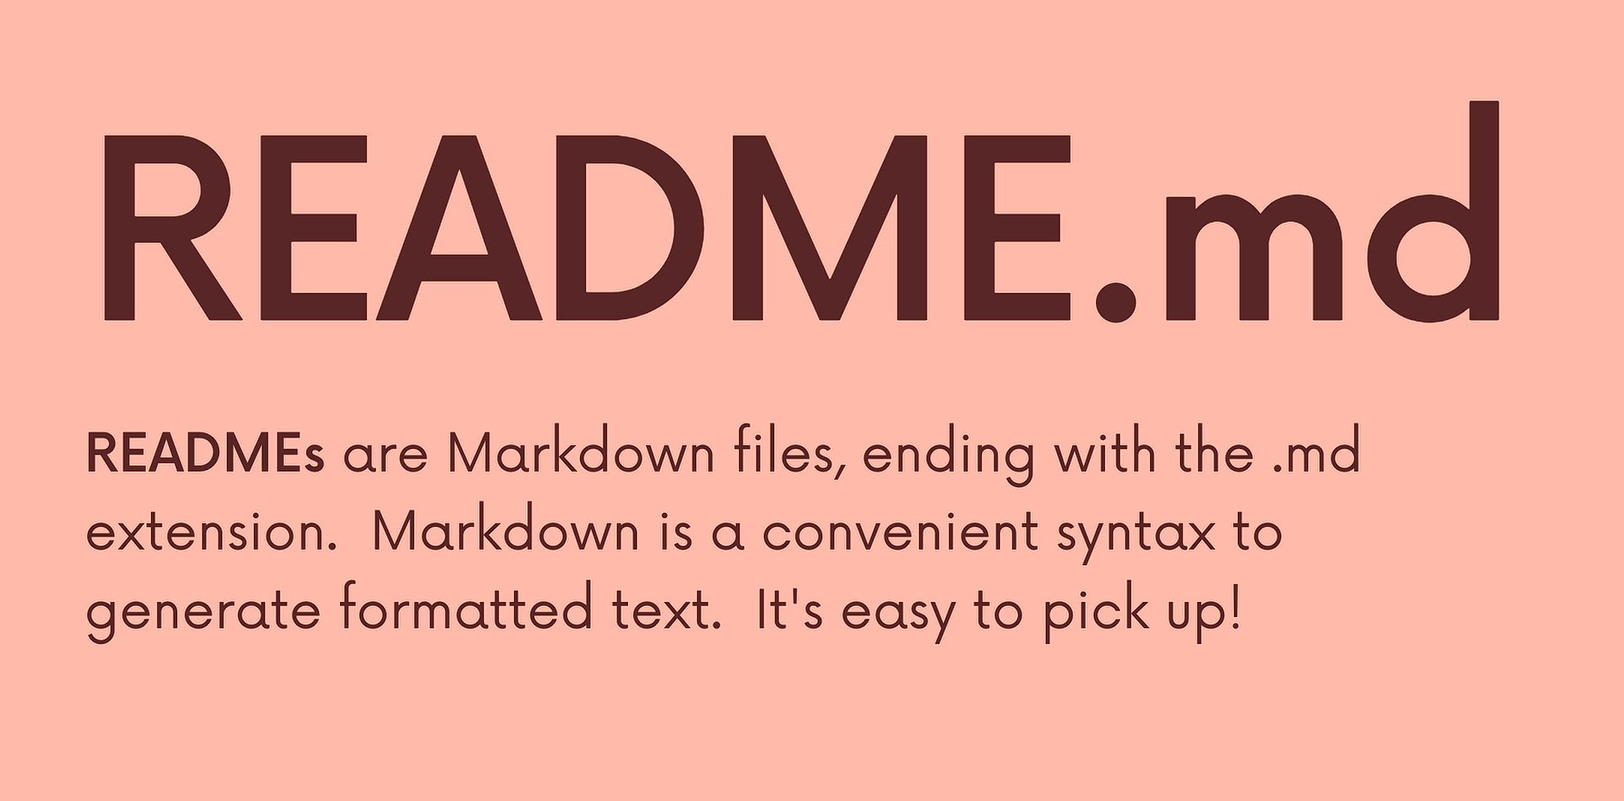 README.md
READMEs are Markdown files, ending with the .md
extension.  Markdown is a convenient syntax to
generate formatted text.  It's easy to pick up!